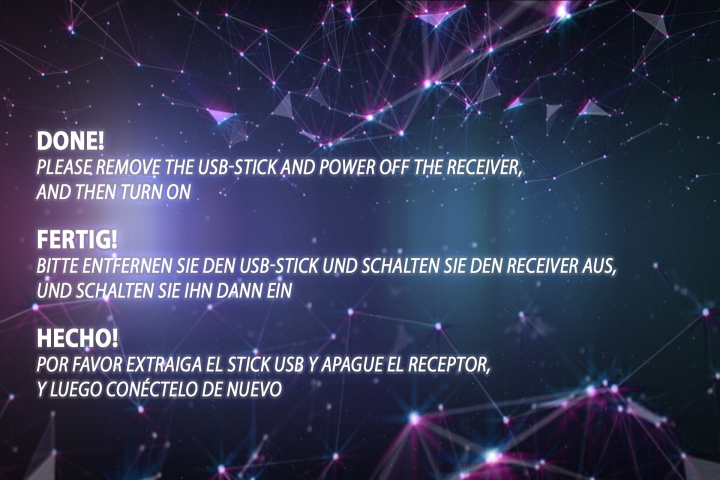 DONE!
PLEASE REMOVE THE USB-STICK AND POWER OFF THE RECEIVER,
AND THEN TURN ON
FERTIG!
BITTE ENTFERNEN SIE DEN USB-STICK UND SCHALTEN SIE DEN RECEIVER AUS,
UND SCHALTEN SIE IHN DANN EIN
HECHO!
POR FAVOR EXTRAIGA EL STICK USB Y APAGUE EL RECEPTOR,
Y LUEGO CONÉCTELO DE NUEVO